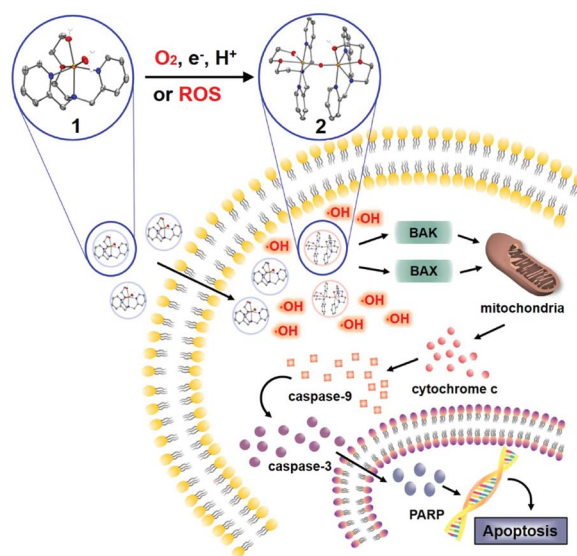 O₂, e⁻, H⁺
or ROS
1
2
•OH
•OH
•OH
•OH
•OH
•OH
•OH
•OH
BAK
BAX
mitochondria
cytochrome c
caspase-9
caspase-3
PARP
Apoptosis